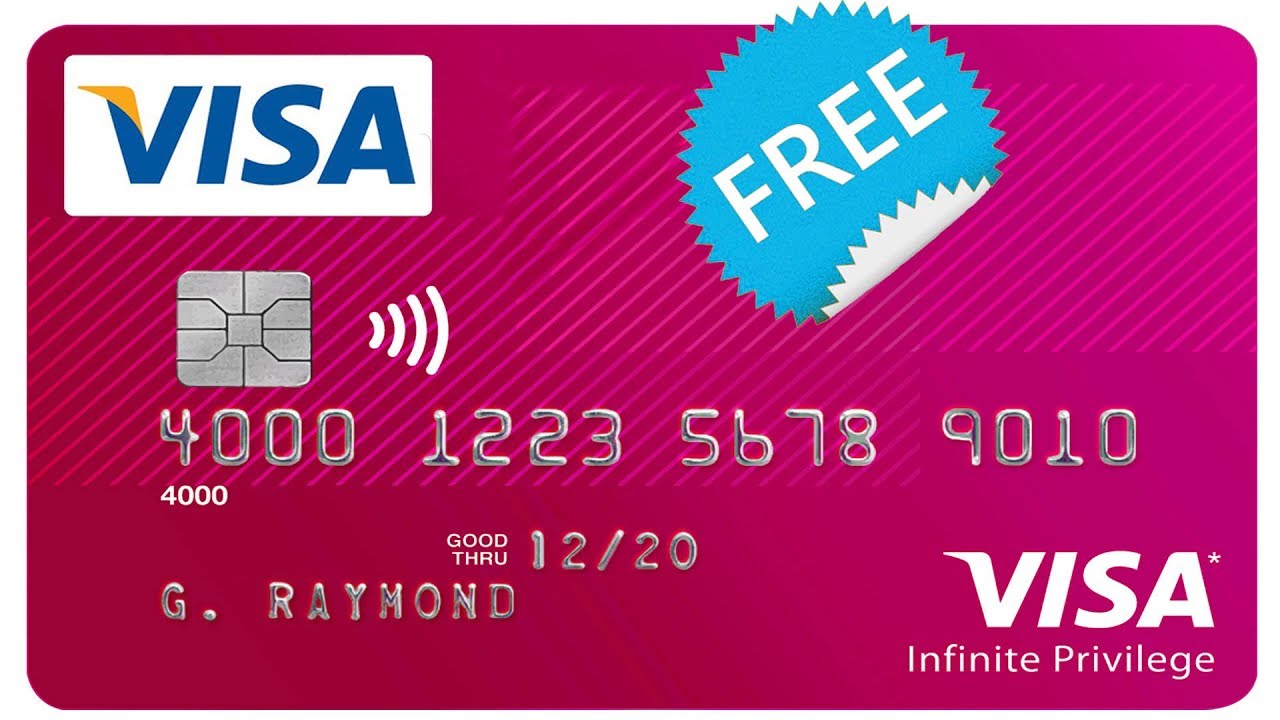 VISA
FREE
4000 1223 5678 9010
4000
GOOD
THRU 12/20
G. RAYMOND
VISA*
Infinite Privilege